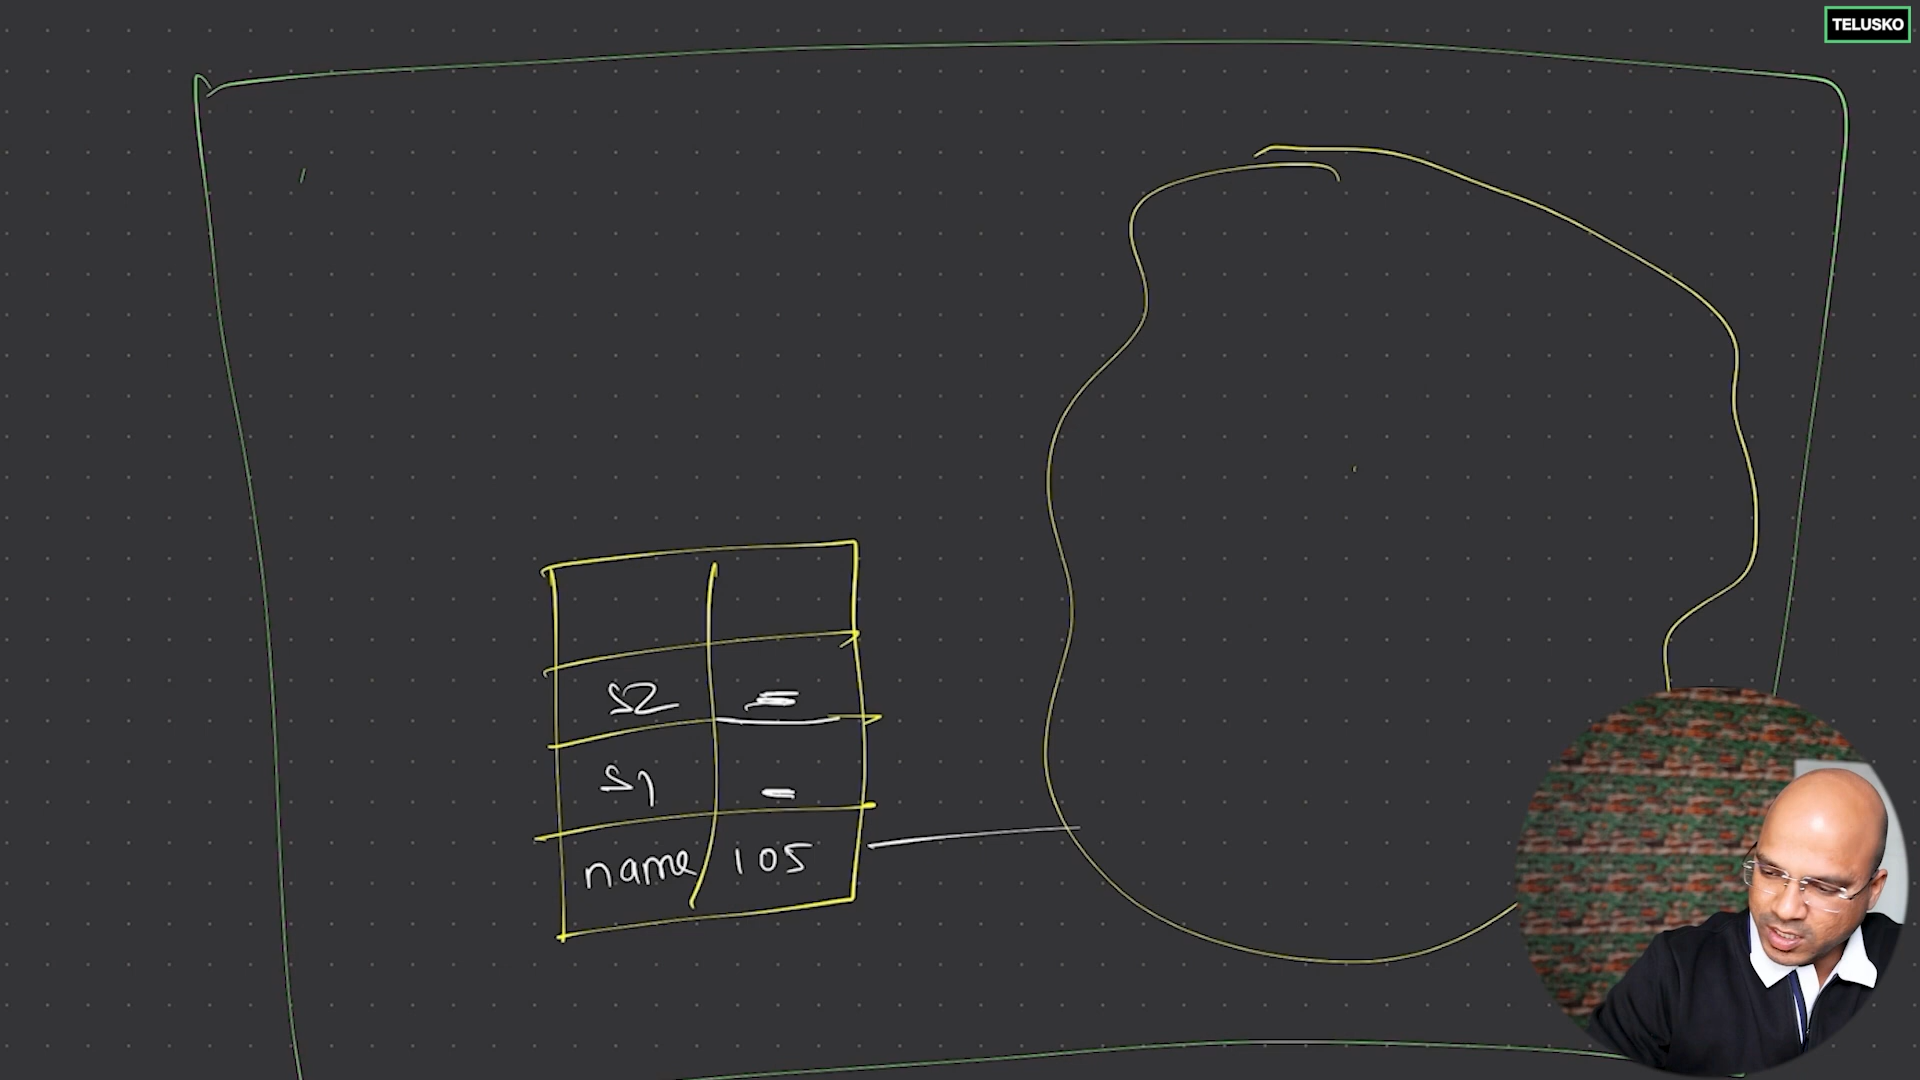 TELUSKO
s2 =
s1 =
name 105